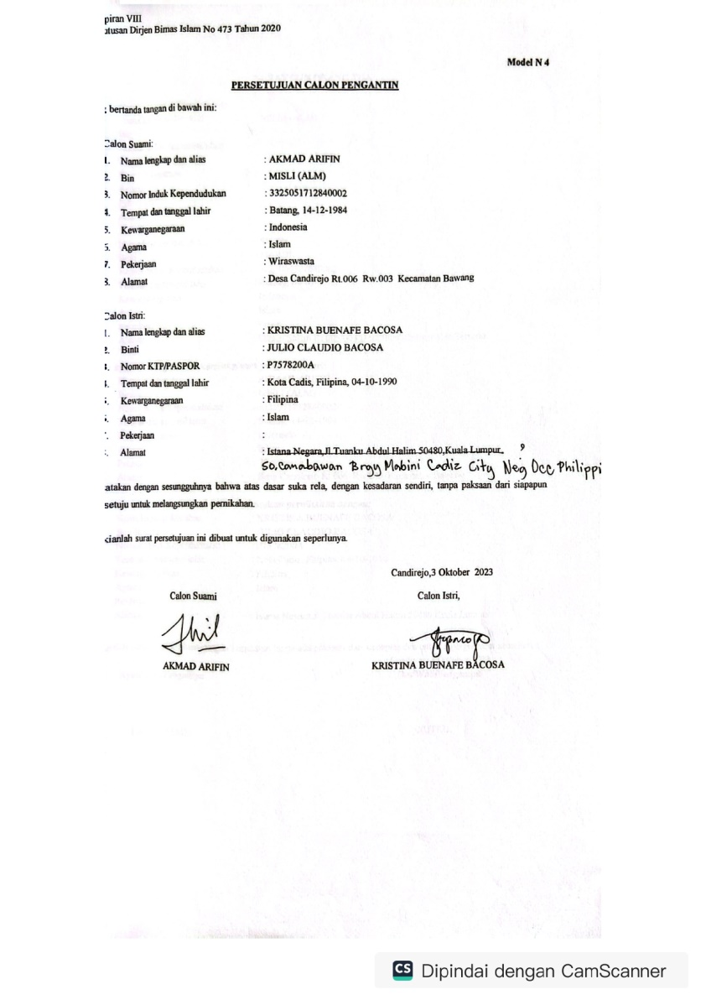 piran VIII
atusan Dirjen Bimas Islam No 473 Tahun 2020
Model N 4
PERSETUJUAN CALON PENGANTIN
; bertanda tangan di bawah ini:
Calon Suami:
1. Nama lengkap dan alias : AKMAD ARIFIN
2. Bin : MISLI (ALM)
3. Nomor Induk Kependudukan : 3325051712840002
4. Tempat dan tanggal lahir : Batang, 14-12-1984
5. Kewarganegaraan : Indonesia
5. Agama : Islam
7. Pekerjaan : Wiraswasta
3. Alamat : Desa Candirejo Rt.006 Rw.003 Kecamatan Bawang
Calon Istri:
1. Nama lengkap dan alias : KRISTINA BUENAFE BACOSA
2. Binti : JULIO CLAUDIO BACOSA
Nomor KTP/PASPOR : P7578200A
Tempat dan tanggal lahir : Kota Cadis, Filipina, 04-10-1990
Kewarganegaraan : Filipina
Agama : Islam
Pekerjaan :
Alamat : Istana Negara,Jl.Tuanku Abdul Halim 50480,Kuala Lumpur.
So.Canabawan Brgy Mabini Cadiz City Neg Occ Philippi
atakan dengan sesungguhnya bahwa atas dasar suka rela, dengan kesadaran sendiri, tanpa paksaan dari siapapun
setuju untuk melangsungkan pernikahan.
cianlah surat persetujuan ini dibuat untuk digunakan seperlunya.
Candirejo,3 Oktober 2023
Calon Suami Calon Istri,
AKMAD ARIFIN KRISTINA BUENAFE BACOSA
CS Dipindai dengan CamScanner